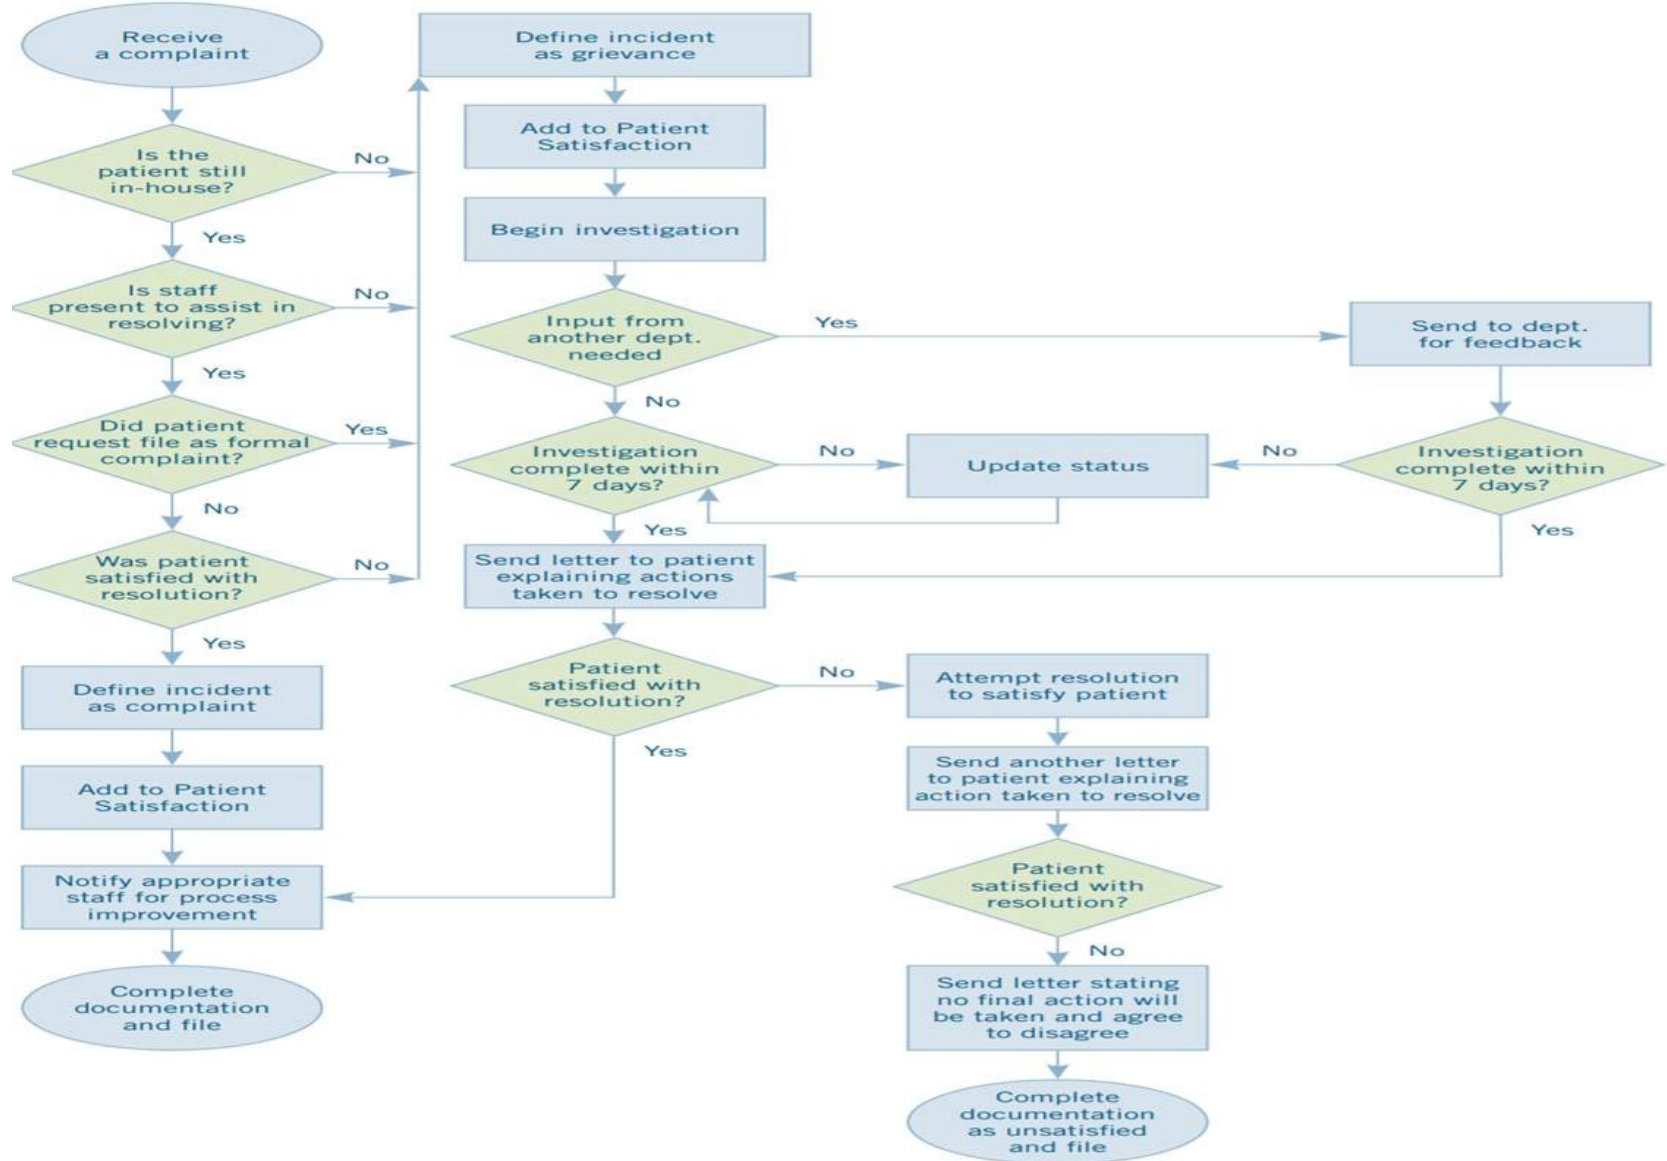 Receive
a complaint
Is the
patient still
in-house?
No
Yes
Is staff
present to assist in
resolving?
No
Yes
Did patient
request file as formal
complaint?
Yes
No
Was patient
satisfied with
resolution?
No
Yes
Define incident
as complaint
Add to Patient
Satisfaction
Notify appropriate
staff for process
improvement
Complete
documentation
and file
Define incident
as grievance
Add to Patient
Satisfaction
Begin investigation
Input from
another dept.
needed
Yes
No
Send to dept.
for feedback
Investigation
complete within
7 days?
No
Update status
No
Investigation
complete within
7 days?
Yes
Yes
Send letter to patient
explaining actions
taken to resolve
Patient
satisfied with
resolution?
No
Yes
Attempt resolution
to satisfy patient
Send another letter
to patient explaining
action taken to resolve
Patient
satisfied with
resolution?
No
Send letter stating
no final action will
be taken and agree
to disagree
Complete
documentation
as unsatisfied
and file